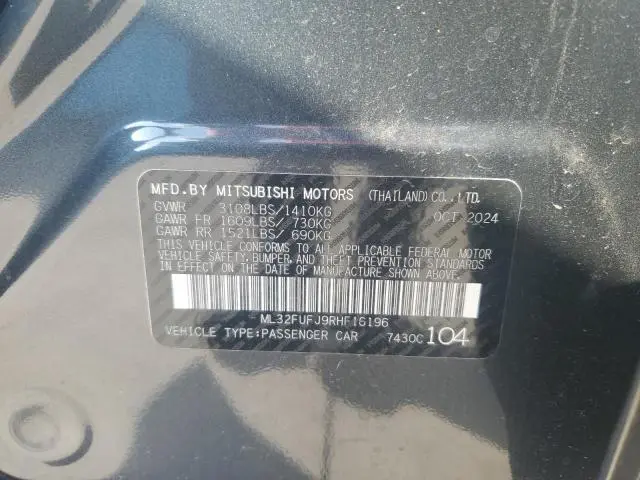 MFD.BY MITSUBISHI MOTORS (THAILAND) CO.,LTD.
GVWR 3108LBS/1410KG OCT 2024
GAWR FR 1609LBS/ 730KG
GAWR RR 1521LBS/ 690KG
THIS VEHICLE CONFORMS TO ALL APPLICABLE FEDERAL MOTOR
VEHICLE SAFETY,BUMPER,AND THEFT PREVENTION STANDARDS
IN EFFECT ON THE DATE OF MANUFACTURE SHOWN ABOVE.
ML32FUFJ9RHF16196
VEHICLE TYPE:PASSENGER CAR 7430C 104